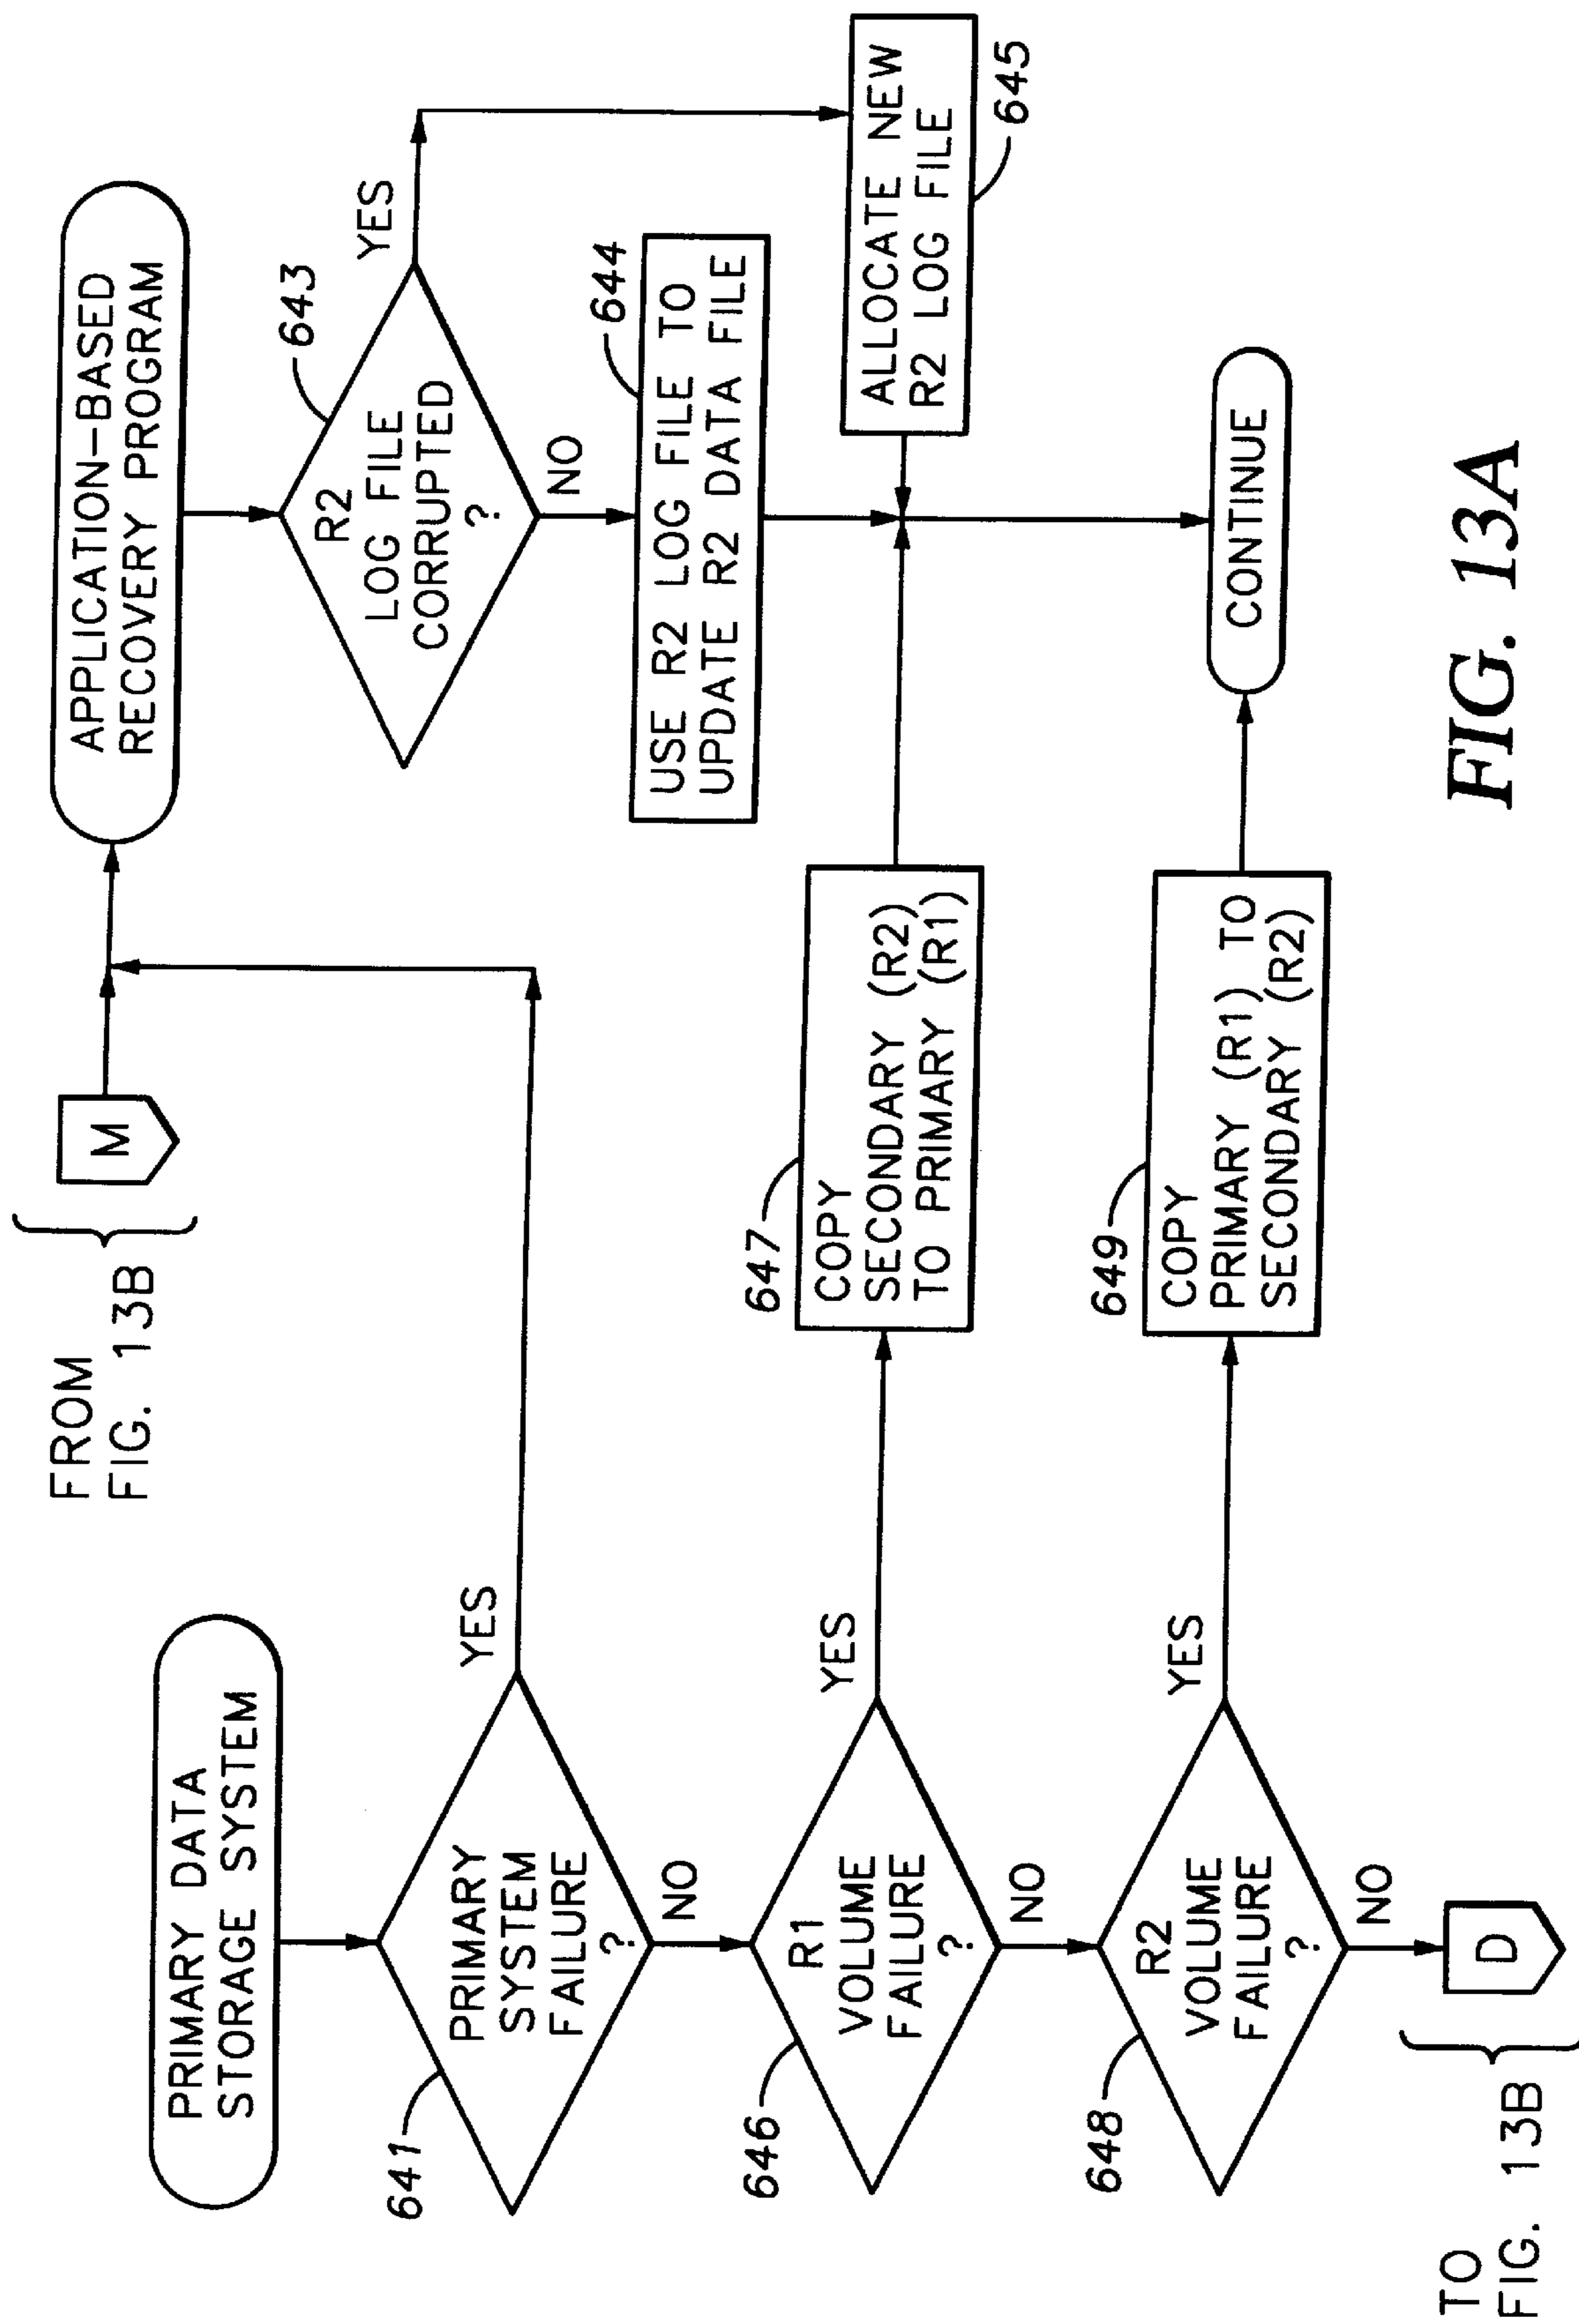 FROM
FIG. 13B
M
APPLICATION-BASED
RECOVERY PROGRAM
PRIMARY DATA
STORAGE SYSTEM
641
PRIMARY
SYSTEM
FAILURE
?
YES
NO
643
R2
LOG FILE
CORRUPTED
?
YES
NO
644
USE R2 LOG FILE TO
UPDATE R2 DATA FILE
646
R1
VOLUME
FAILURE
?
YES
NO
647
COPY
SECONDARY (R2)
TO PRIMARY (R1)
ALLOCATE NEW
R2 LOG FILE
645
648
R2
VOLUME
FAILURE
?
YES
NO
649
COPY
PRIMARY (R1) TO
SECONDARY (R2)
CONTINUE
TO
FIG. 13B
D
FIG. 13A